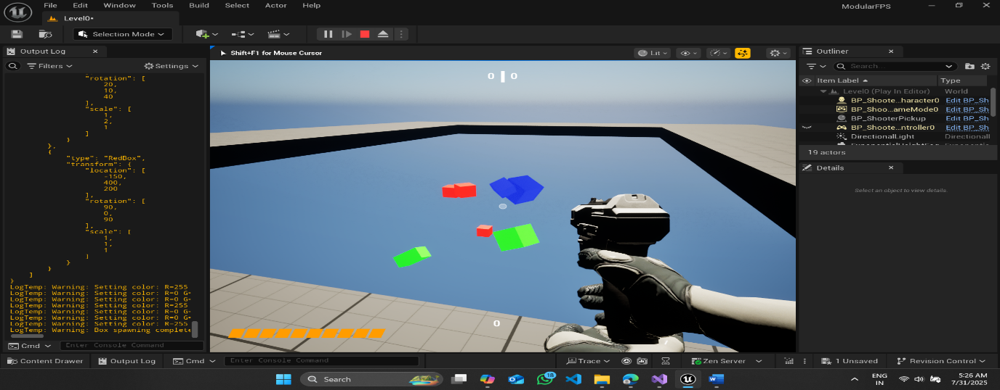 File Edit Window Tools Build Select Actor Help
ModularFPS
Level0*
Selection Mode
Output Log
Shift+F1 for Mouse Cursor
Lit
Outliner
Filters
Settings
Search...
Item Label
Type
"rotation": [
20,
10,
40
],
"scale": [
1,
2,
1
]
}
},
{
"type": "RedBox",
"transform": {
"location": [
-150,
400,
200
],
"rotation": [
90,
0,
90
],
"scale": [
1,
1,
1
]
}
}
]
}
LogTemp: Warning: Setting color: R=255
LogTemp: Warning: Setting color: R=0 G=
LogTemp: Warning: Setting color: R=0 G=
LogTemp: Warning: Setting color: R=255
LogTemp: Warning: Setting color: R=0 G=
LogTemp: Warning: Setting color: R=0 G=
LogTemp: Warning: Setting color: R=255
LogTemp: Warning: Box spawning complete
Cmd
Enter Console Command
0 0
0
Level0 (Play In Editor) World
BP_Shoote...haracter0 Edit BP_Sh
BP_Shoo...ameMode0 Edit BP_Sh
BP_ShooterPickup Edit BP_Sh
BP_Shoote...ntroller0 Edit BP_Sh
DirectionalLight Directional
19 actors
Details
Select an object to view details.
Content Drawer
Output Log
Cmd
Enter Console Command
Trace
Zen Server
1 Unsaved
Revision Control
Search
18
ENG
IN
5:26 AM
7/31/2025